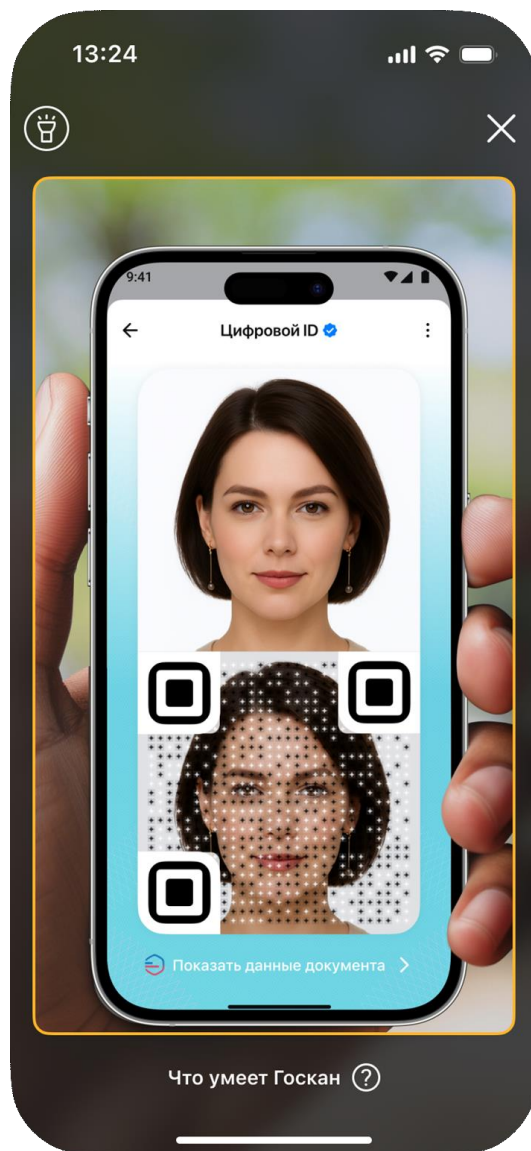 13:24
9:41
Цифровой ID
Показать данные документа
Что умеет Госкан
?